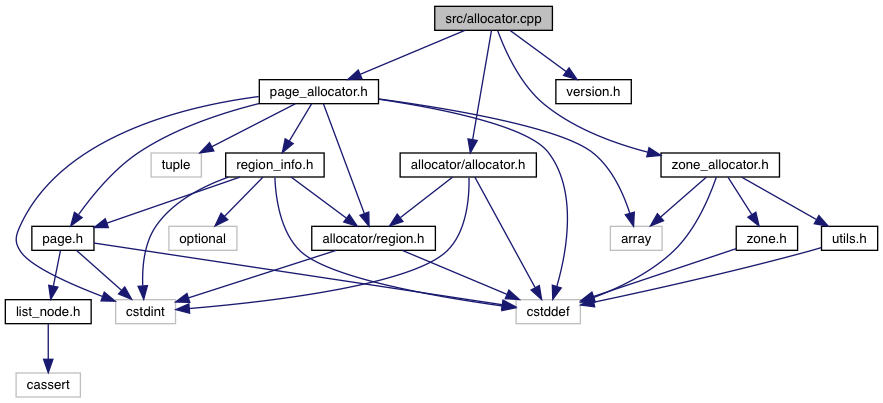 src/allocator.cpp
page_allocator.h
version.h
tuple
region_info.h
allocator/allocator.h
zone_allocator.h
page.h
optional
allocator/region.h
array
zone.h
utils.h
list_node.h
cstdint
cstddef
cassert